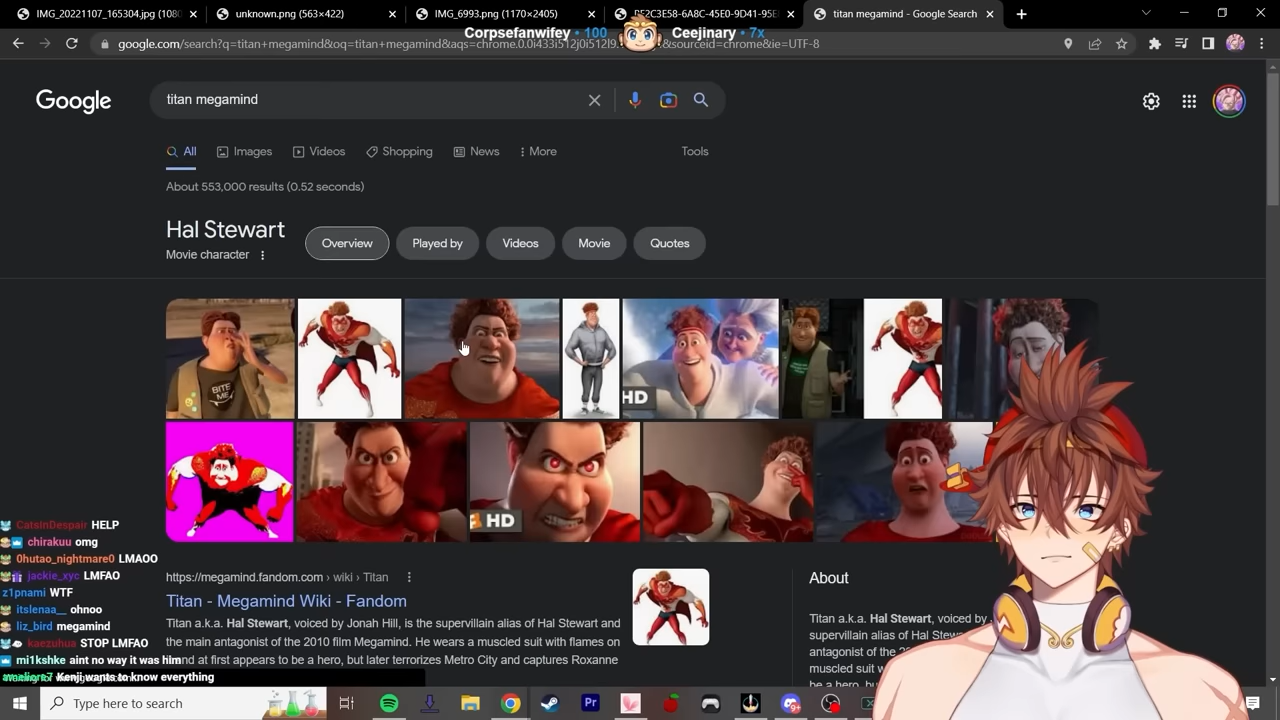 IMG_20221107_165304.jpg (1080
unknown.png (563×422)
IMG_6993.png (1170×2405)
titan megamind - Google Search
Corpsefanwifey • 100
Ceejinary • 7x
google.com/search?q=titan+megamind&oq=titan+megamind&aqs=chrome.0.0i433i512j0i512l9.
&sourceid=chrome&ie=UTF-8
Google
titan megamind
All
Images
Videos
Shopping
News
More
Tools
About 553,000 results (0.52 seconds)
Hal Stewart
Movie character
Overview
Played by
Videos
Movie
Quotes
BITE ME
HD
HD
CatsInDespair HELP
chirakuu omg
0hutao_nightmare0 LMAOO
jackie_xyc LMFAO
z1pnami WTF
itslenaa__ ohnoo
liz_bird megamind
kaezuhua STOP LMFAO
mi1kshke aint no way it was him
Kenji wants to know everything
https://megamind.fandom.com › wiki › Titan
Titan - Megamind Wiki - Fandom
Titan a.k.a. Hal Stewart, voiced by Jonah Hill, is the supervillain alias of Hal Stewart and
the main antagonist of the 2010 film Megamind. He wears a muscled suit with flames on
and at first appears to be a hero, but later terrorizes Metro City and captures Roxanne
About
Titan a.k.a. Hal Stewart, voiced by
supervillain alias of Hal Stewart
antagonist of the 2
muscled suit w
be a hero, but
Type here to search
Pr